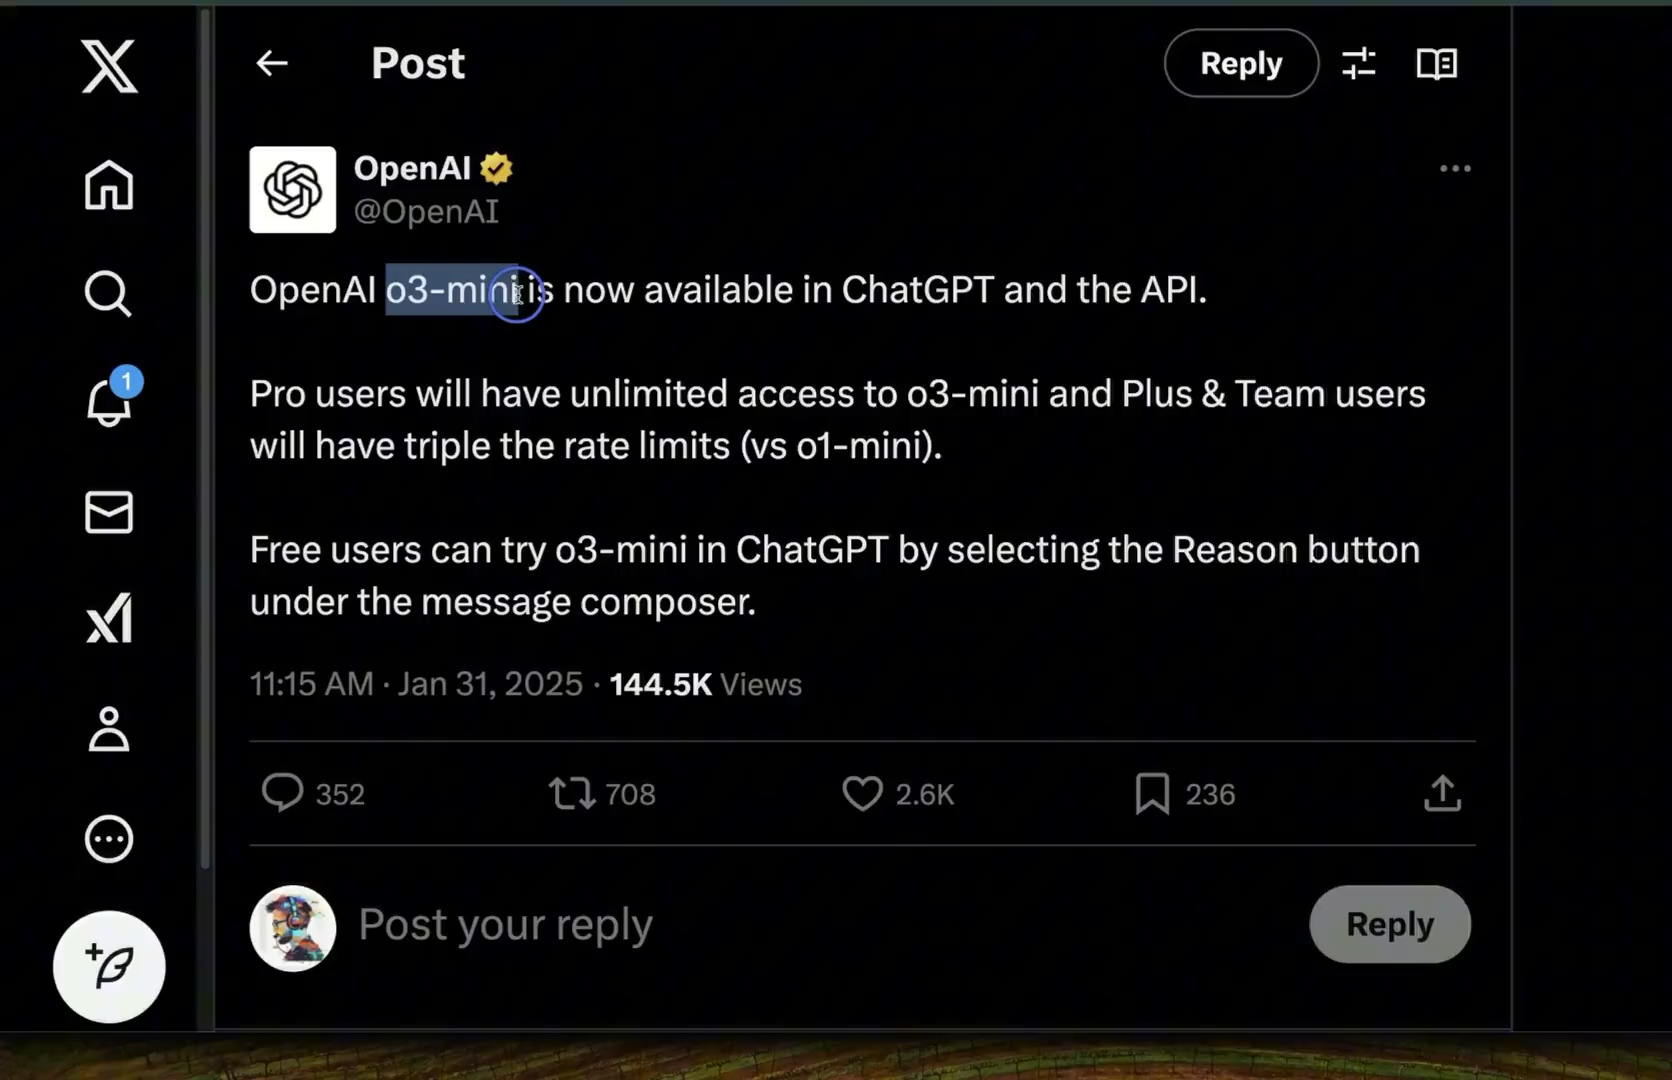 Post
Reply
OpenAI
@OpenAI
OpenAI o3-mini is now available in ChatGPT and the API.
Pro users will have unlimited access to o3-mini and Plus & Team users
will have triple the rate limits (vs o1-mini).
Free users can try o3-mini in ChatGPT by selecting the Reason button
under the message composer.
11:15 AM · Jan 31, 2025 · 144.5K Views
352 708 2.6K 236
Post your reply
Reply
1